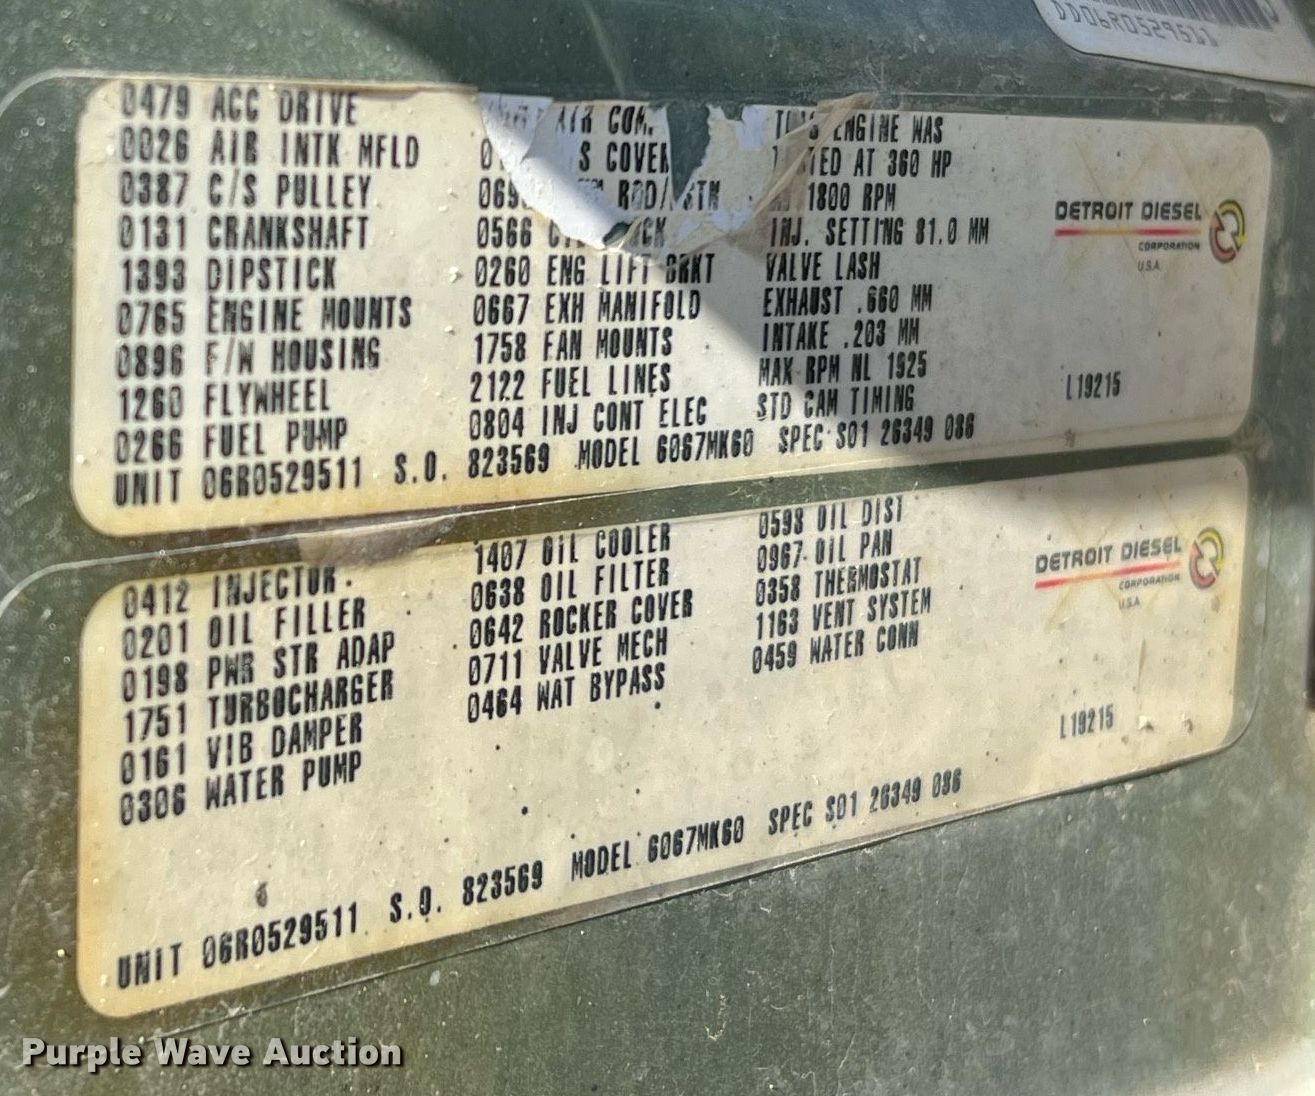 DD06R0529511
0479 ACC DRIVE
0026 AIR INTK MFLD
0387 C/S PULLEY
0131 CRANKSHAFT
1393 DIPSTICK
0765 ENGINE MOUNTS
0896 F/W HOUSING
1260 FLYWHEEL
0266 FUEL PUMP
AIR COM.
S COVER
ROD/
0566
0260 ENG LIFT BRKT
0667 EXH MANIFOLD
1758 FAN MOUNTS
2122 FUEL LINES
0804 INJ CONT ELEC
ENGINE WAS
AT 360 HP
1800 RPM
INJ. SETTING 81.0 MM
VALVE LASH
EXHAUST .660 MM
INTAKE .203 MM
MAX RPM NL 1925
STD CAM TIMING
UNIT 06R0529511 S.O. 823569 MODEL 6067MK60 SPEC S01 26349 086
DETROIT DIESEL
CORPORATION
U.S.A.
L19215
0412 INJECTOR
0201 OIL FILLER
0198 PWR STR ADAP
1751 TURBOCHARGER
0161 VIB DAMPER
0306 WATER PUMP
1407 OIL COOLER
0638 OIL FILTER
0642 ROCKER COVER
0711 VALVE MECH
0464 WAT BYPASS
0598 OIL DIST
0967 OIL PAN
0358 THERMOSTAT
1163 VENT SYSTEM
0459 WATER CONN
DETROIT DIESEL
CORPORATION
U.S.A.
L19215
UNIT 06R0529511 S.O. 823569 MODEL 6067MK60 SPEC S01 26349 086
Purple Wave Auction